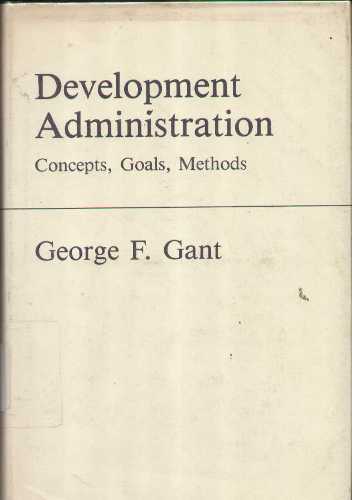 Development
Administration
Concepts, Goals, Methods
George F. Gant